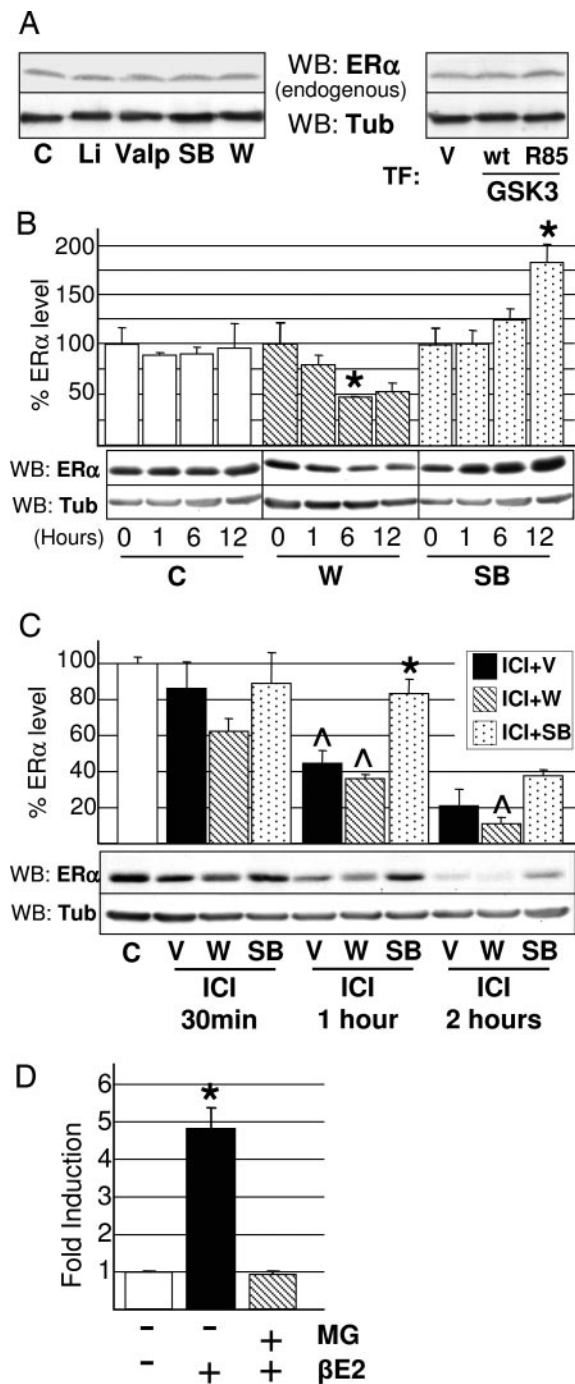 A
WB: ERα
(endogenous)
WB: Tub
C Li Valp SB W
V wt R85
TF:
GSK3
B
% ERα level
200
150
100
50
*
*
WB: ERα
WB: Tub
(Hours) 0 1 6 12 0 1 6 12 0 1 6 12
C W SB
C
% ERα level
100
80
60
40
20
ICI+V
ICI+W
ICI+SB
^ ^ *
^
WB: ERα
WB: Tub
C V W SB V W SB V W SB
ICI ICI ICI
30min 1 hour 2 hours
D
Fold Induction
6
5
4
3
2
1
*
- - + MG
- + + βE2